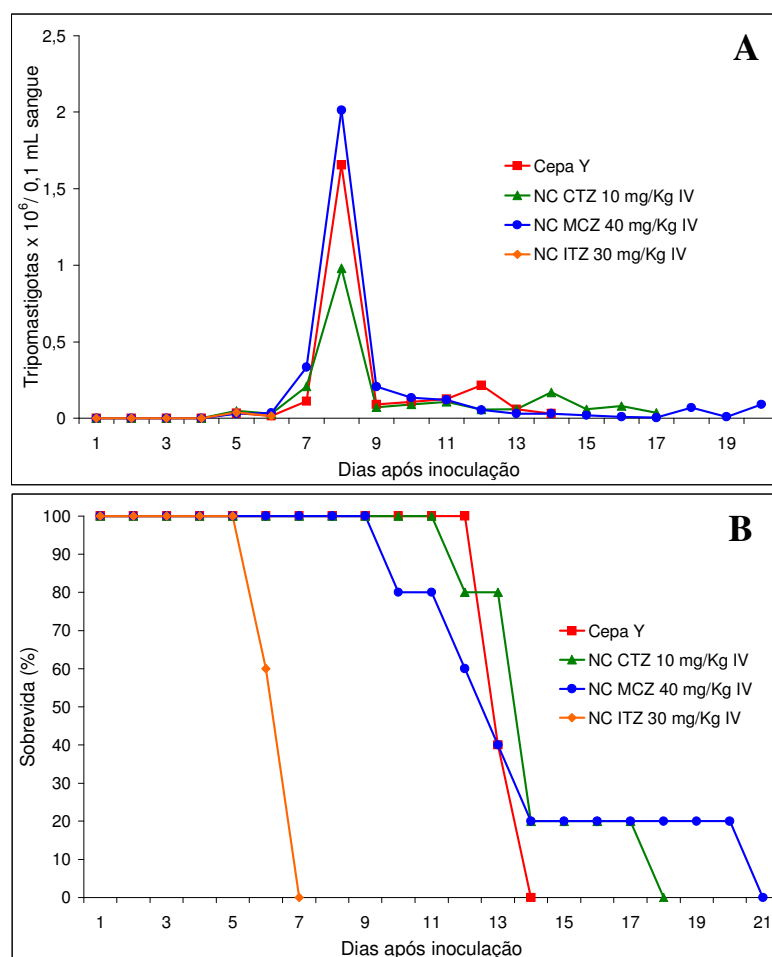 A
Tripomastigotas x 10⁶/ 0,1 mL sangue
2,5
2
1,5
1
0,5
0
Cepa Y
NC CTZ 10 mg/Kg IV
NC MCZ 40 mg/Kg IV
NC ITZ 30 mg/Kg IV
1 3 5 7 9 11 13 15 17 19
Dias após inoculação
B
Sobrevida (%)
100
90
80
70
60
50
40
30
20
10
0
Cepa Y
NC CTZ 10 mg/Kg IV
NC MCZ 40 mg/Kg IV
NC ITZ 30 mg/Kg IV
1 3 5 7 9 11 13 15 17 19 21
Dias após inoculação